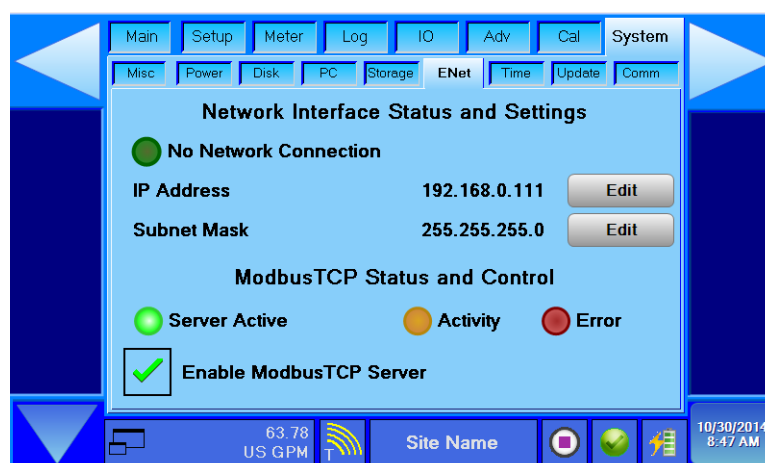 Main Setup Meter Log IO Adv Cal System
Misc Power Disk PC Storage ENet Time Update Comm
Network Interface Status and Settings
No Network Connection
IP Address 192.168.0.111 Edit
Subnet Mask 255.255.255.0 Edit
ModbusTCP Status and Control
Server Active Activity Error
Enable ModbusTCP Server
63.78
US GPM
T
Site Name
10/30/2014
8:47 AM